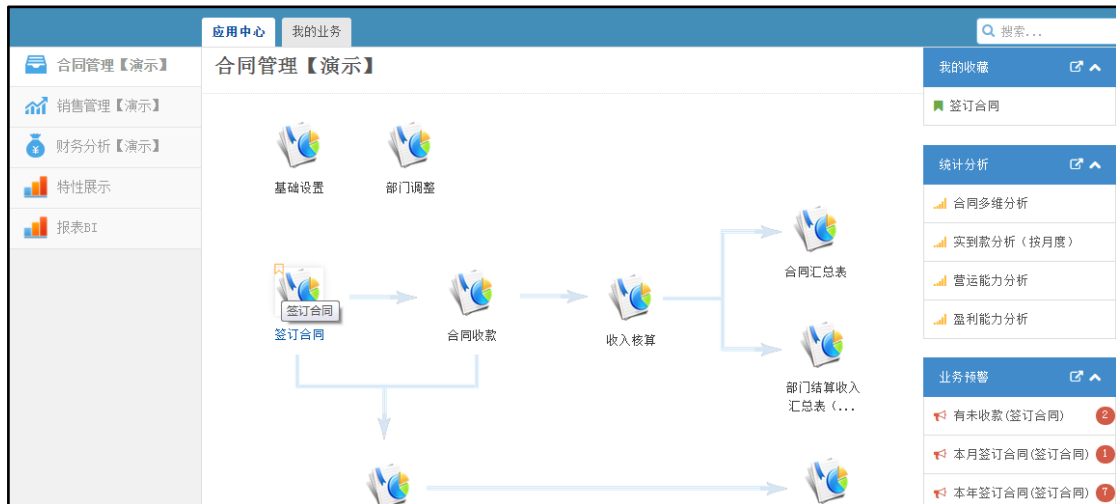 应用中心
我的业务
搜索...
合同管理【演示】
销售管理【演示】
财务分析【演示】
特性展示
报表BI
合同管理【演示】
基础设置
部门调整
签订合同
签订合同
合同收款
收入核算
合同汇总表
部门结算收入
汇总表（...
我的收藏
签订合同
统计分析
合同多维分析
实到款分析（按月度）
营运能力分析
盈利能力分析
业务预警
有未收款(签订合同) 2
本月签订合同(签订合同) 1
本年签订合同(签订合同) 7